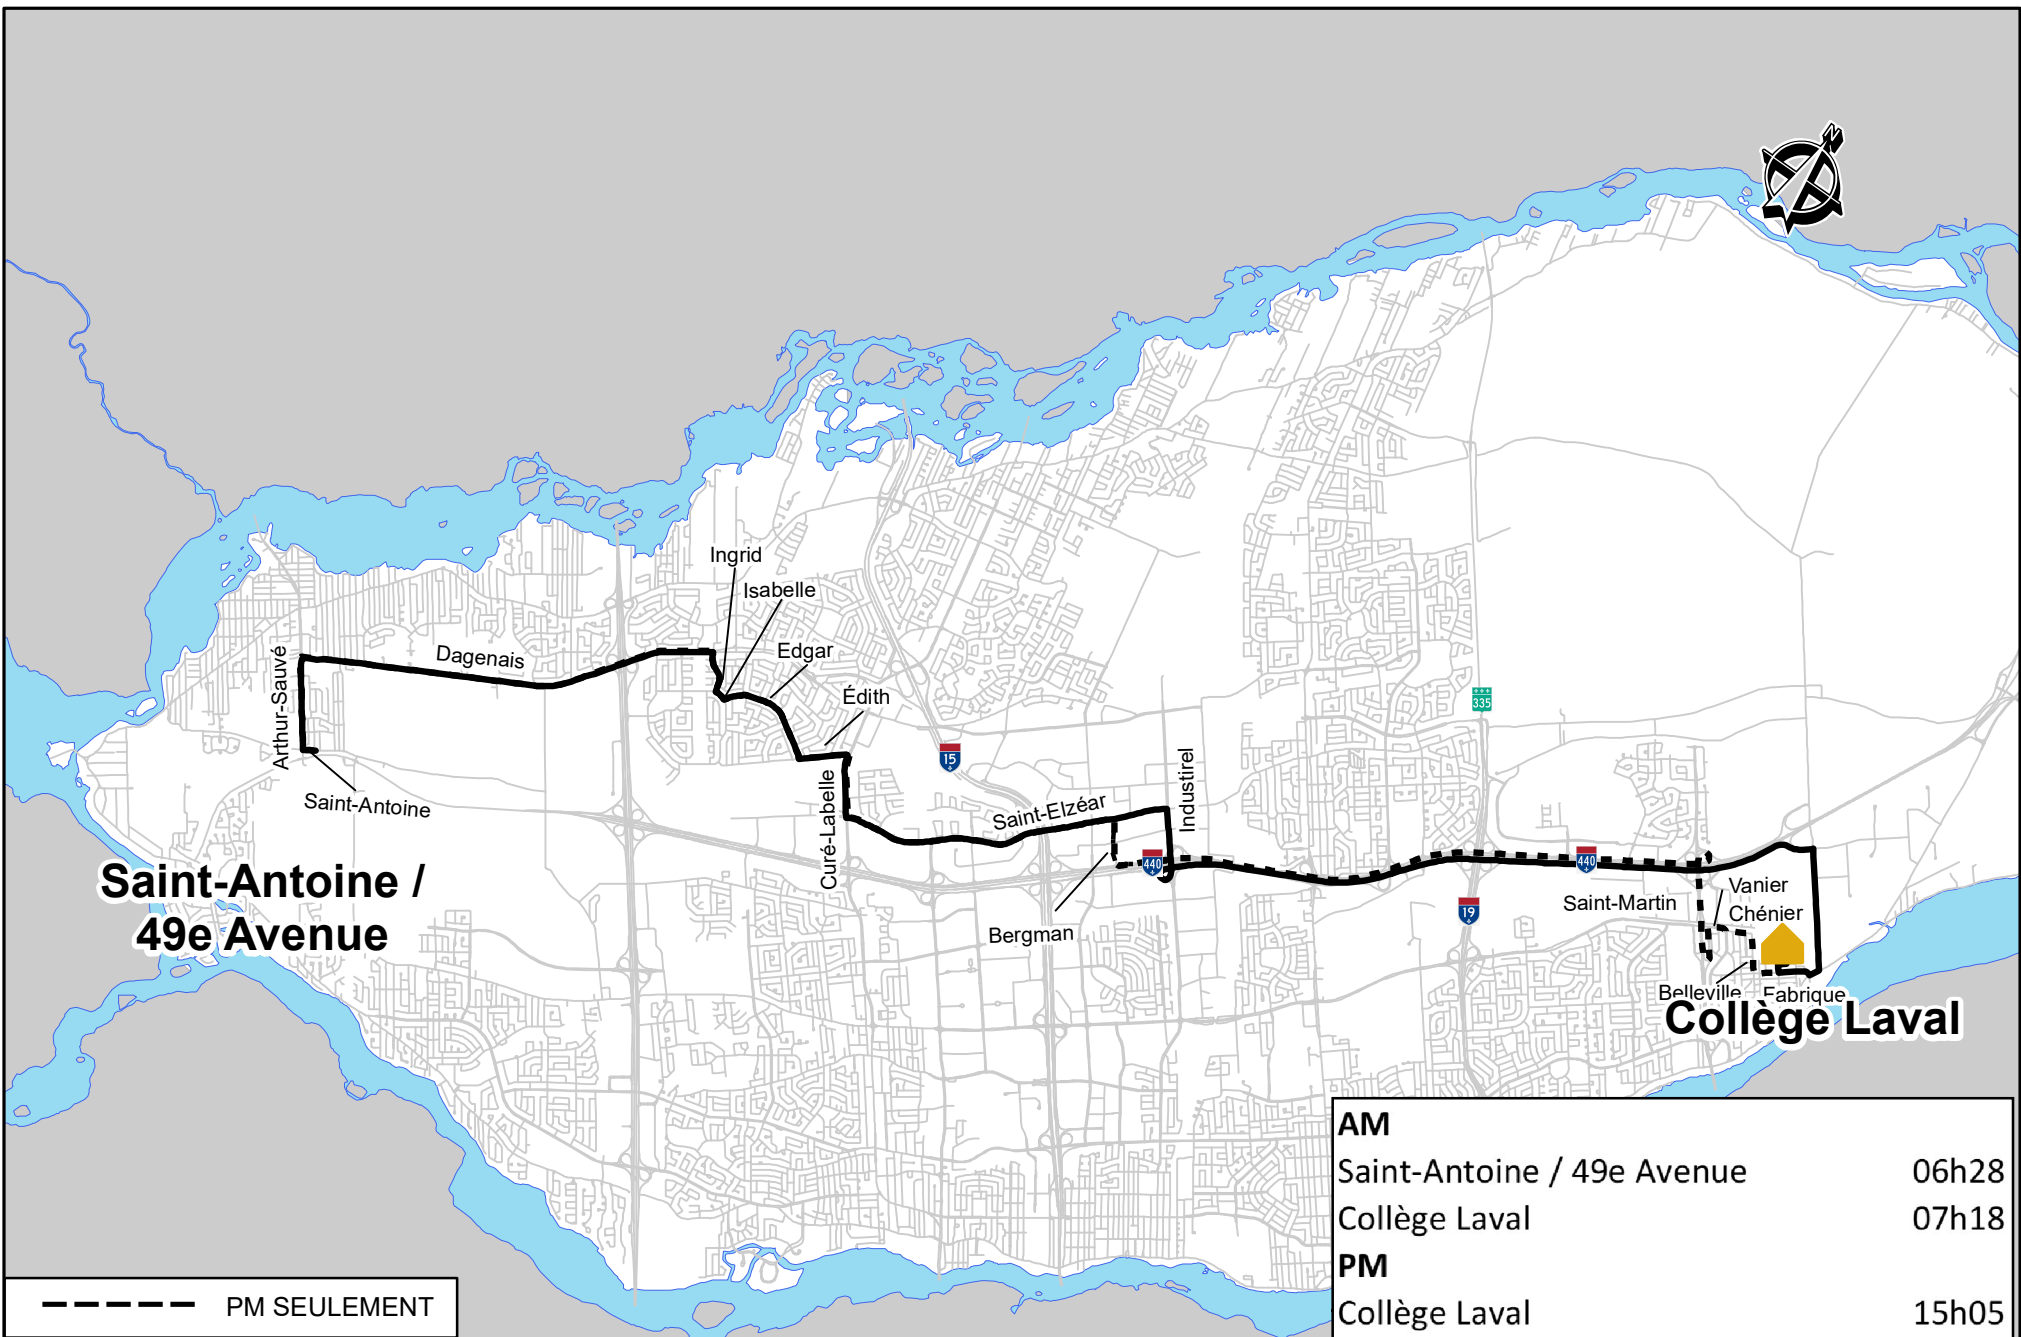 N
Ingrid
Isabelle
Edgar
Édith
Dagenais
Arthur-Sauvé
Saint-Antoine
Curé-Labelle
15
Saint-Elzéar
Industirel
335
440
440
19
Bergman
Saint-Martin
Vanier
Chénier
Belleville
Fabrique
Saint-Antoine /
49e Avenue
Collège Laval
AM
Saint-Antoine / 49e Avenue 06h28
Collège Laval 07h18
PM
Collège Laval 15h05
PM SEULEMENT